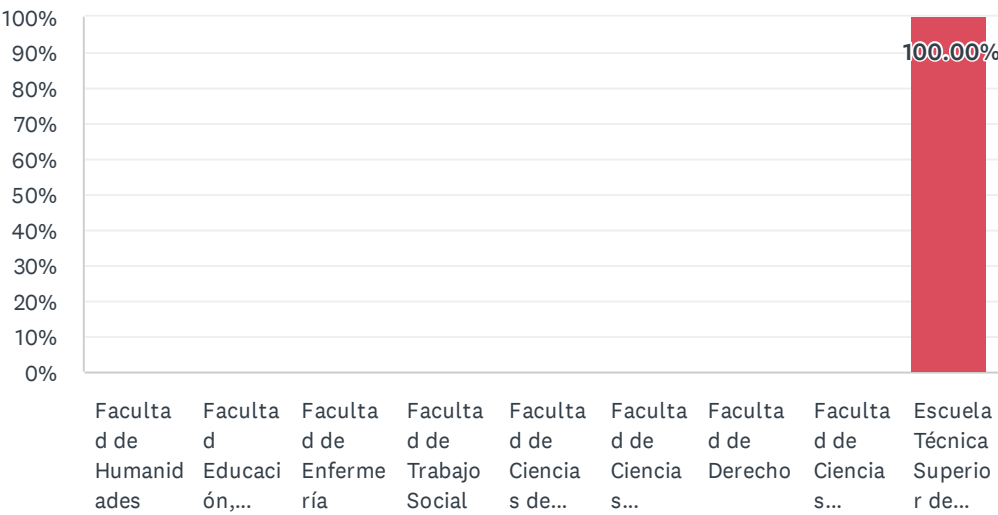 100%
90%
80%
70%
60%
50%
40%
30%
20%
10%
0%
100.00%
Faculta
d de
Humanid
ades
Faculta
d
Educaci
ón,...
Faculta
d de
Enferme
ría
Faculta
d de
Trabajo
Social
Faculta
d de
Ciencia
s de...
Faculta
d de
Ciencia
s...
Faculta
d de
Derecho
Faculta
d de
Ciencia
s...
Escuela
Técnica
Superio
r de...